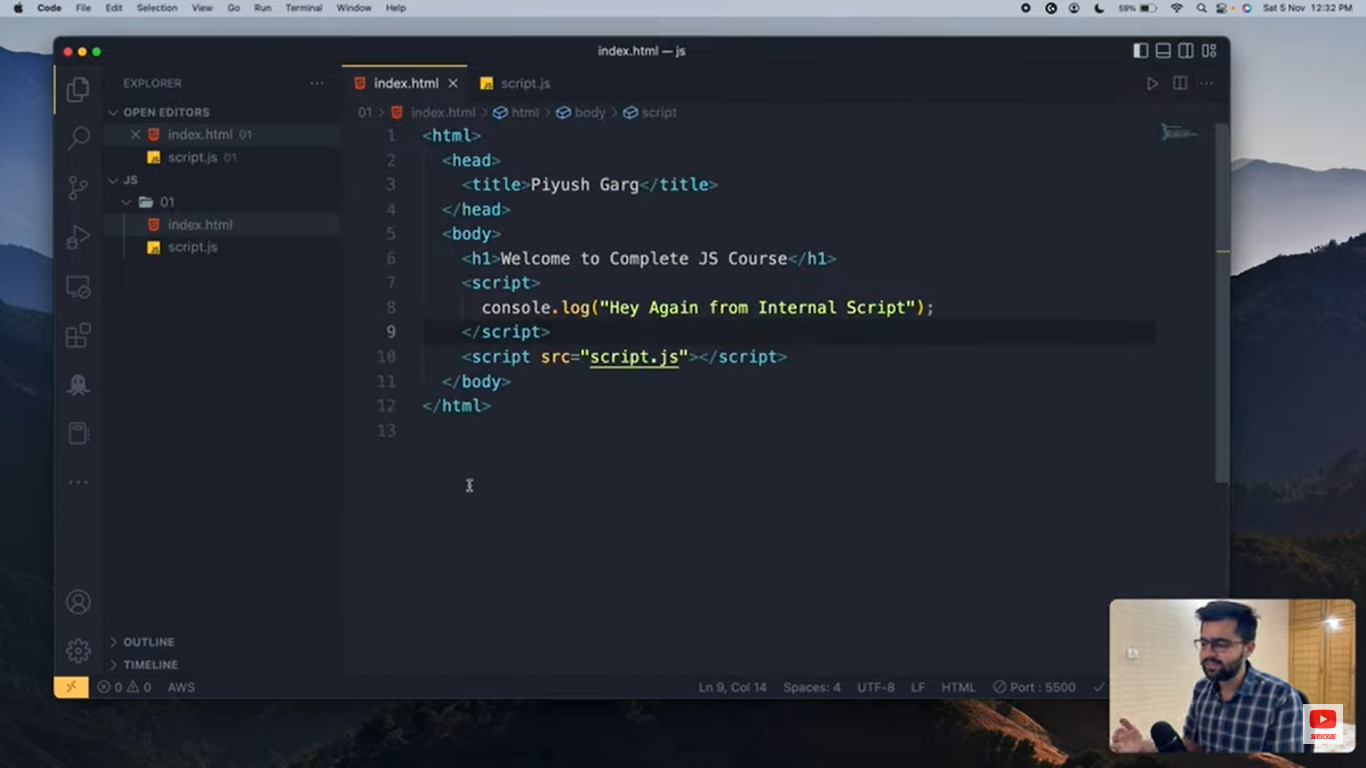 Code File Edit Selection View Go Run Terminal Window Help 59% Sat 5 Nov 12:32 PM
index.html — js
EXPLORER
index.html
script.js
OPEN EDITORS
01 > index.html > html > body > script
index.html 01
script.js 01
JS
01
index.html
script.js
1 <html>
2 <head>
3 <title>Piyush Garg</title>
4 </head>
5 <body>
6 <h1>Welcome to Complete JS Course</h1>
7 <script>
8 console.log("Hey Again from Internal Script");
9 </script>
10 <script src="script.js"></script>
11 </body>
12 </html>
13
OUTLINE
TIMELINE
0 0 AWS
Ln 9, Col 14 Spaces: 4 UTF-8 LF HTML Port : 5500
SUBSCRIBE